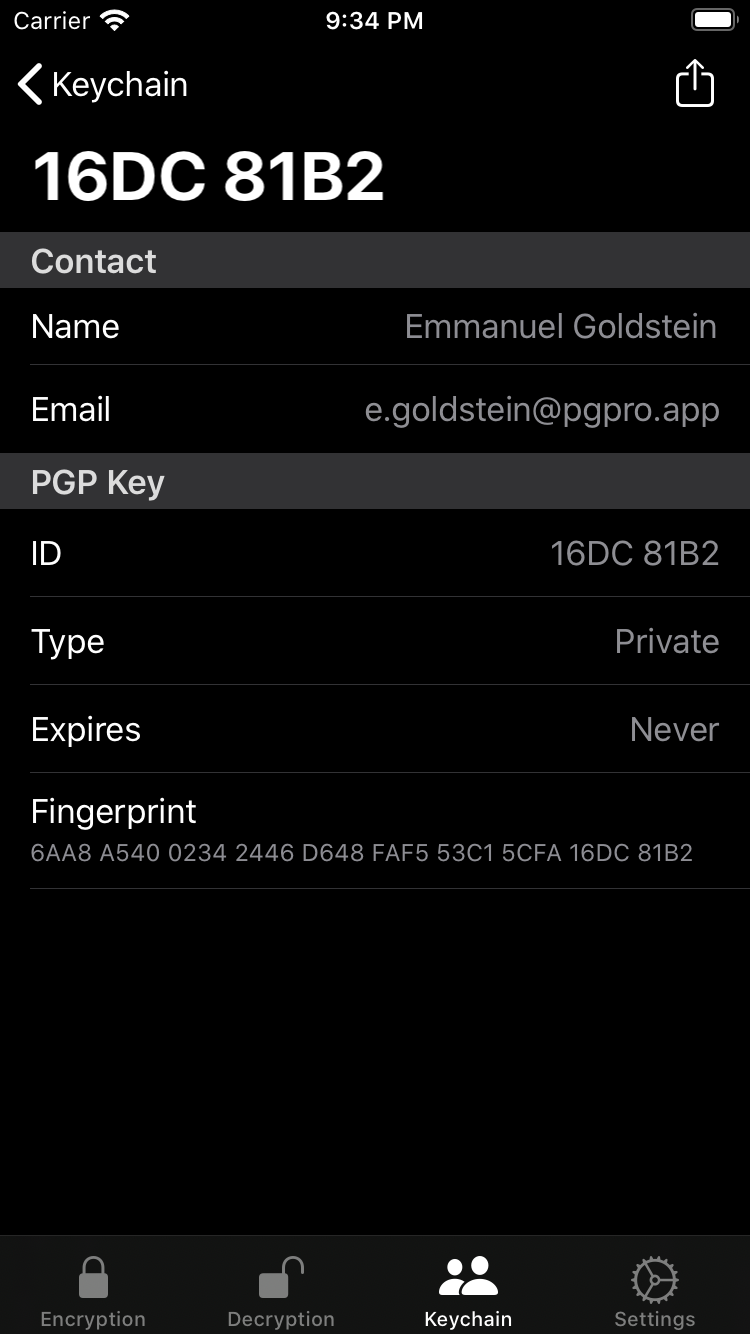 Carrier 9:34 PM
Keychain
16DC 81B2
Contact
Name Emmanuel Goldstein
Email e.goldstein@pgpro.app
PGP Key
ID 16DC 81B2
Type Private
Expires Never
Fingerprint
6AA8 A540 0234 2446 D648 FAF5 53C1 5CFA 16DC 81B2
Encryption Decryption Keychain Settings